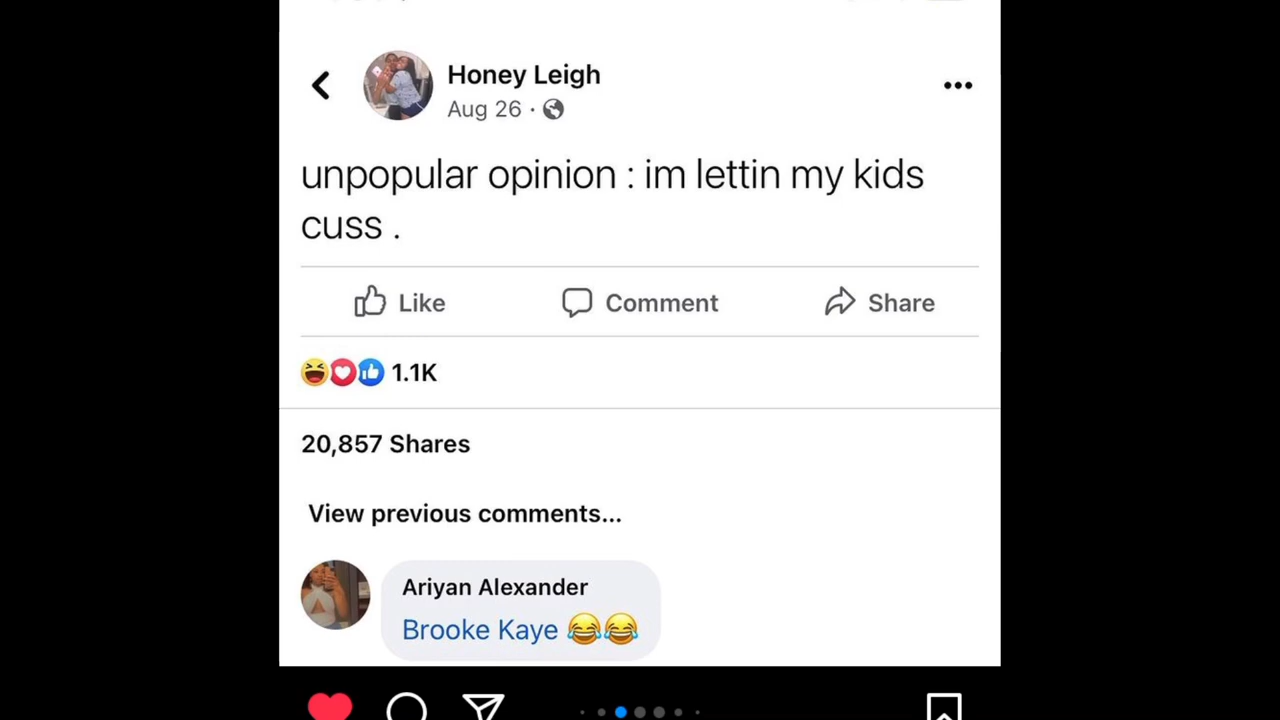 Honey Leigh
Aug 26 ·
unpopular opinion : im lettin my kids
cuss .
Like Comment Share
1.1K
20,857 Shares
View previous comments...
Ariyan Alexander
Brooke Kaye 😂😂